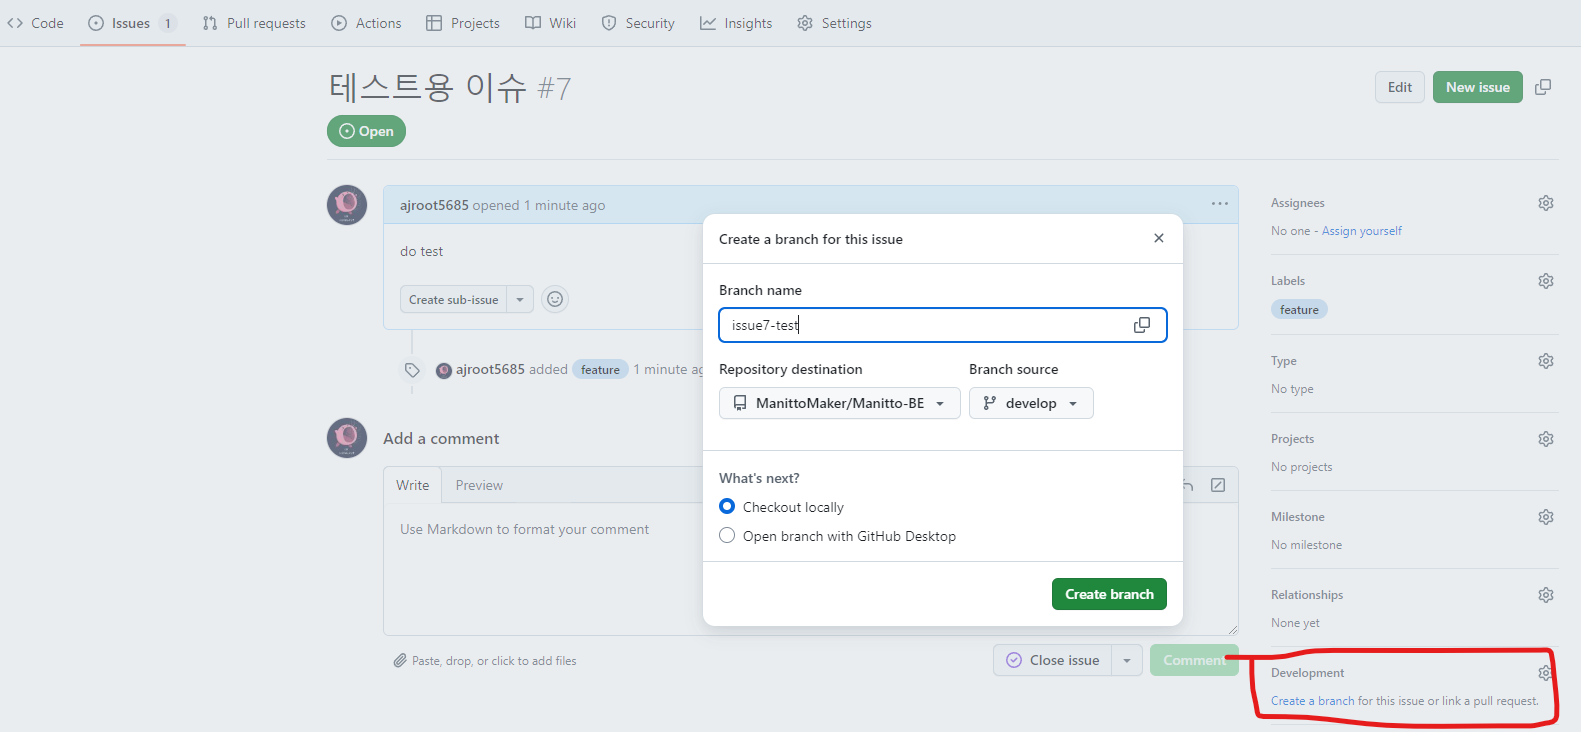 Code Issues 1 Pull requests Actions Projects Wiki Security Insights Settings
테스트용 이슈 #7
Edit New issue
Open
ajroot5685 opened 1 minute ago
do test
Create sub-issue
ajroot5685 added feature 1 minute
Add a comment
Write Preview
Use Markdown to format your comment
Paste, drop, or click to add files
Close issue Comment
Create a branch for this issue
Branch name
issue7-test
Repository destination Branch source
ManittoMaker/Manitto-BE develop
What's next?
Checkout locally
Open branch with GitHub Desktop
Create branch
Assignees
No one - Assign yourself
Labels
feature
Type
No type
Projects
No projects
Milestone
No milestone
Relationships
None yet
Development
Create a branch for this issue or link a pull request.